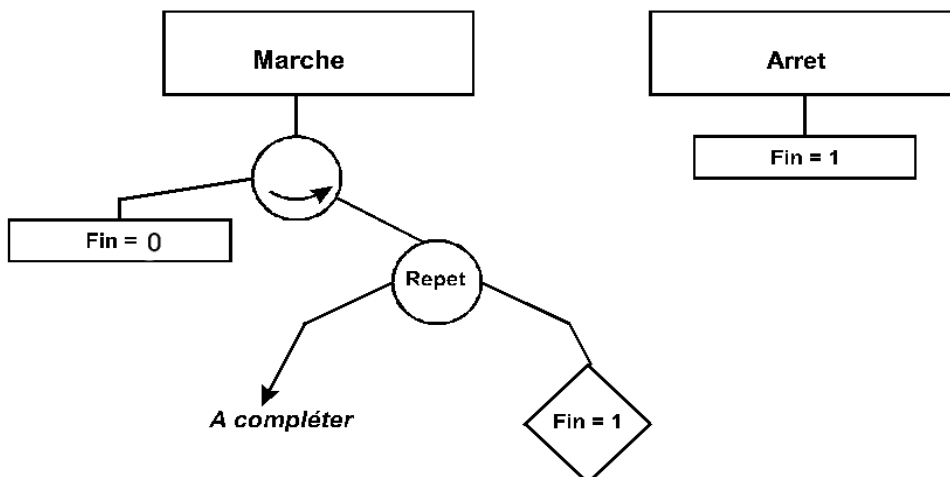 Marche
Arret
Fin = 1
Fin = 0
Repet
A compléter
Fin = 1